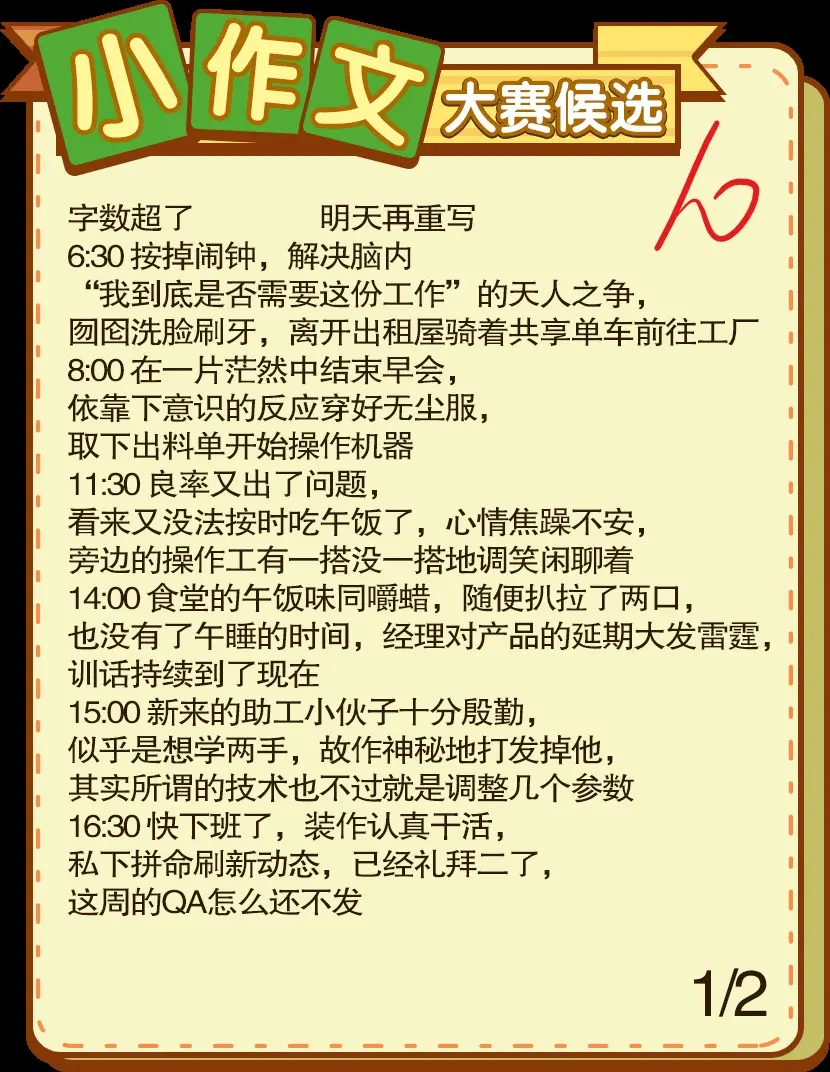 小作文大赛候选
字数超了 明天再重写
6:30 按掉闹钟，解决脑内
“我到底是否需要这份工作”的天人之争，
囫囵洗脸刷牙，离开出租屋骑着共享单车前往工厂
8:00 在一片茫然中结束早会，
依靠下意识的反应穿好无尘服，
取下出料单开始操作机器
11:30 良率又出了问题，
看来又没法按时吃午饭了，心情焦躁不安，
旁边的操作工有一搭没一搭地调笑闲聊着
14:00 食堂的午饭味同嚼蜡，随便扒拉了两口，
也没有了午睡的时间，经理对产品的延期大发雷霆，
训话持续到了现在
15:00 新来的助工小伙子十分殷勤，
似乎是想学两手，故作神秘地打发掉他，
其实所谓的技术也不过就是调整几个参数
16:30 快下班了，装作认真干活，
私下拼命刷新动态，已经礼拜二了，
这周的QA怎么还不发
1/2